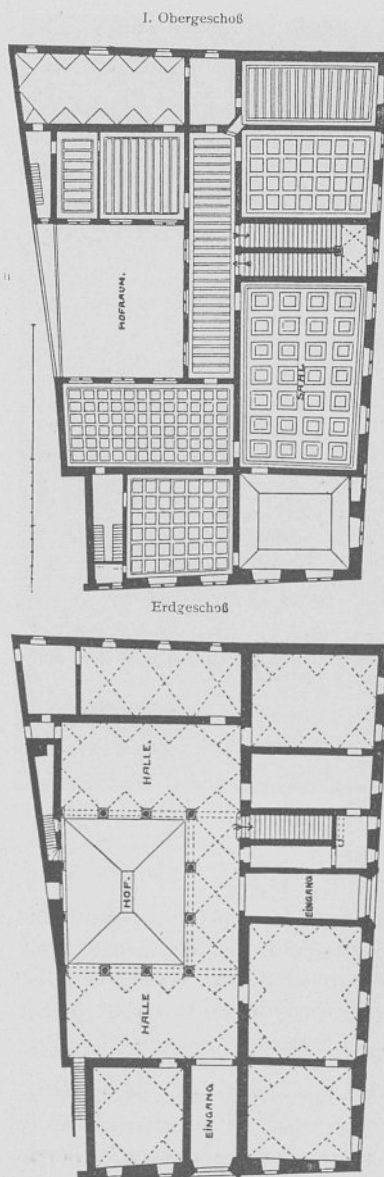 I. Obergeschoß
HOFRAUM.
SAAL
Erdgeschoß
HALLE.
HOF.
EINGANG
HALLE
EINGANG